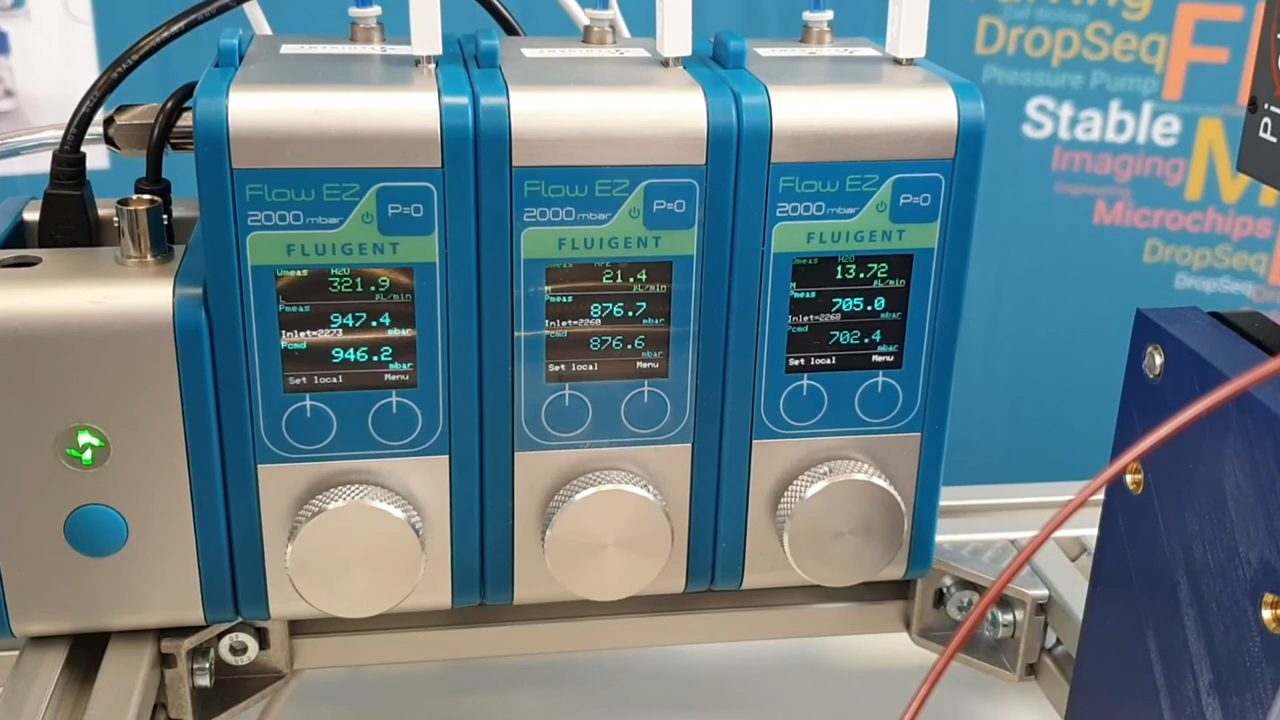 Flow EZ
2000 mbar
P=0
FLUIGENT
Qmeas H2O
321.9
L µL/min
Pmeas
947.4
Inlet=2273 mbar
Pcmd
946.2
mbar
Set local Menu
Flow EZ
2000 mbar
P=0
FLUIGENT
21.4
M µL/min
Pmeas
876.7
Inlet=2260 mbar
Pcmd
876.6
mbar
Set local Menu
Flow EZ
2000 mbar
P=0
FLUIGENT
Qmeas H2O
13.72
M µL/min
Pmeas
705.0
Inlet=2268 mbar
Pcmd
702.4
mbar
Set local Menu
DropSeq
Pressure Pump
Stable
Imaging
Engineering
Microchips
DropSeq
DropSeq